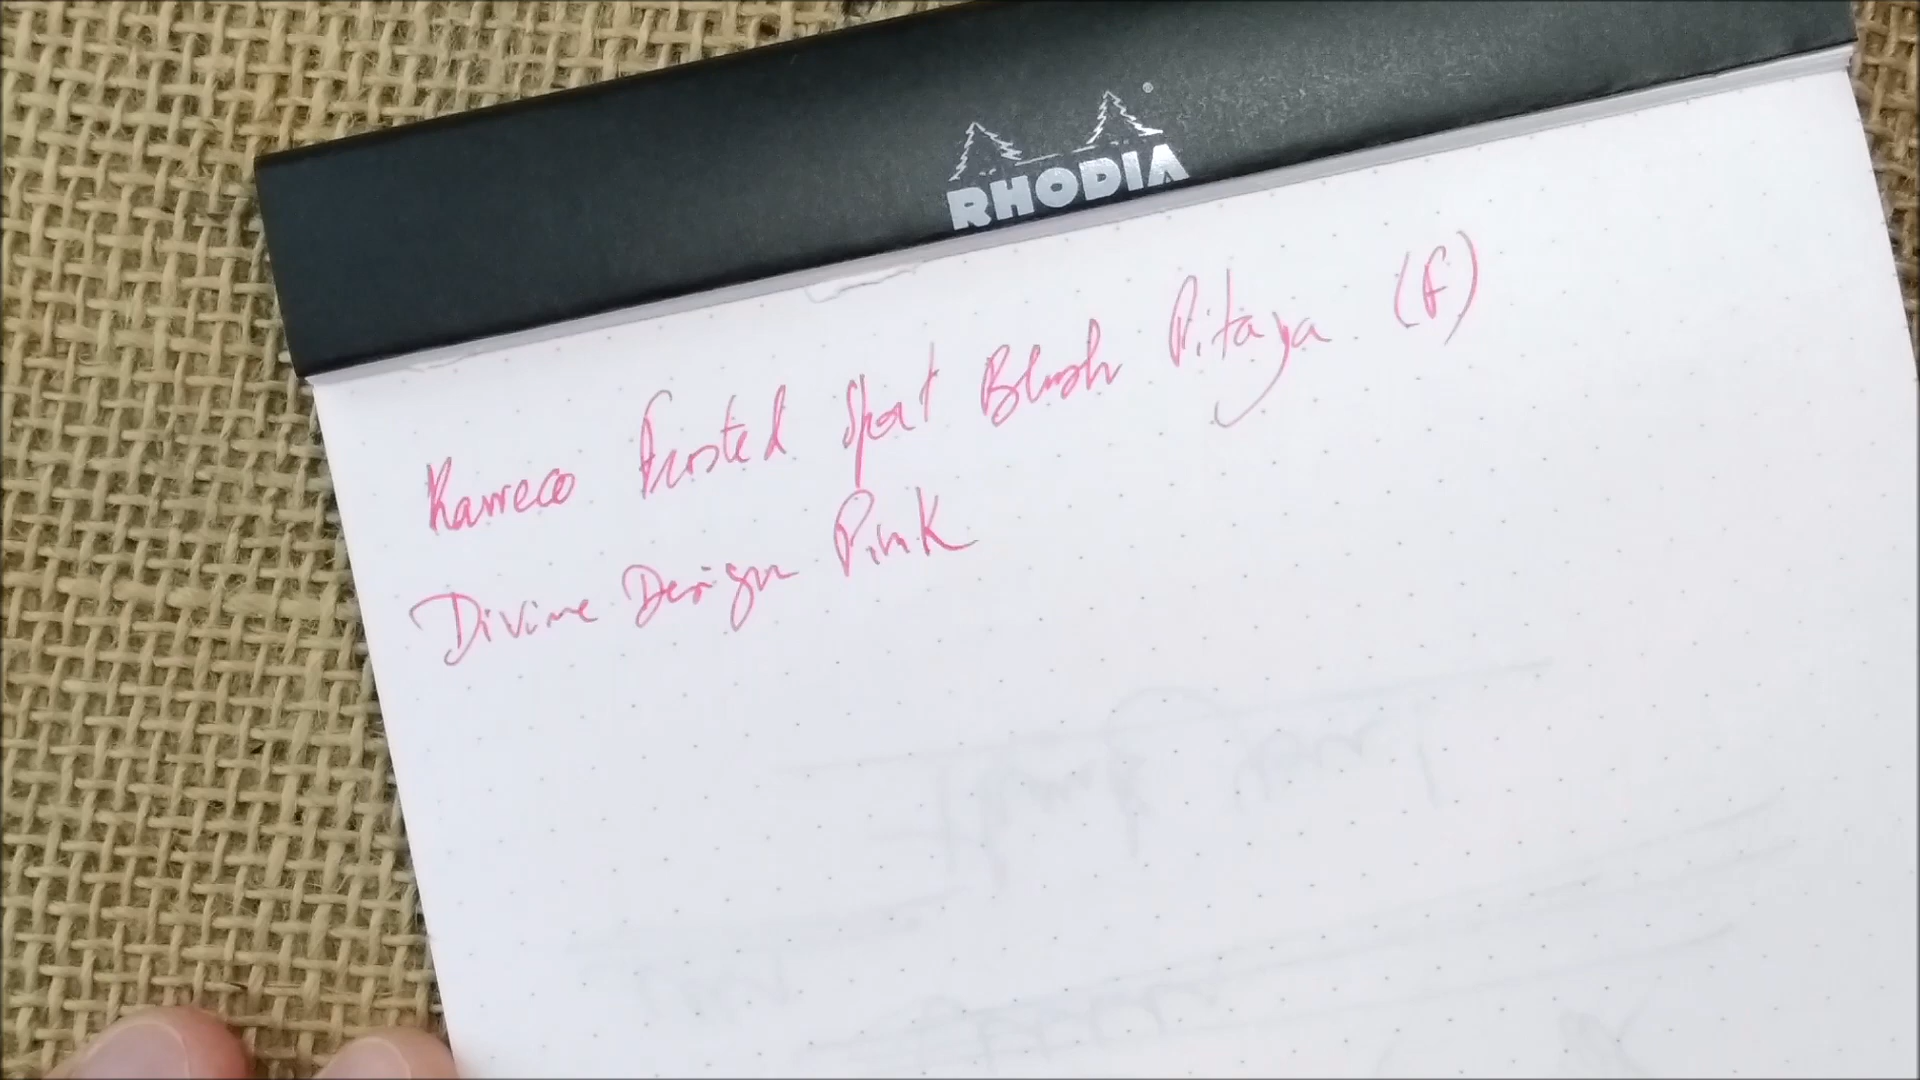 RHODIA
Kaweco Frosted Sport Blush Pitaya (F)
Divine Design Pink